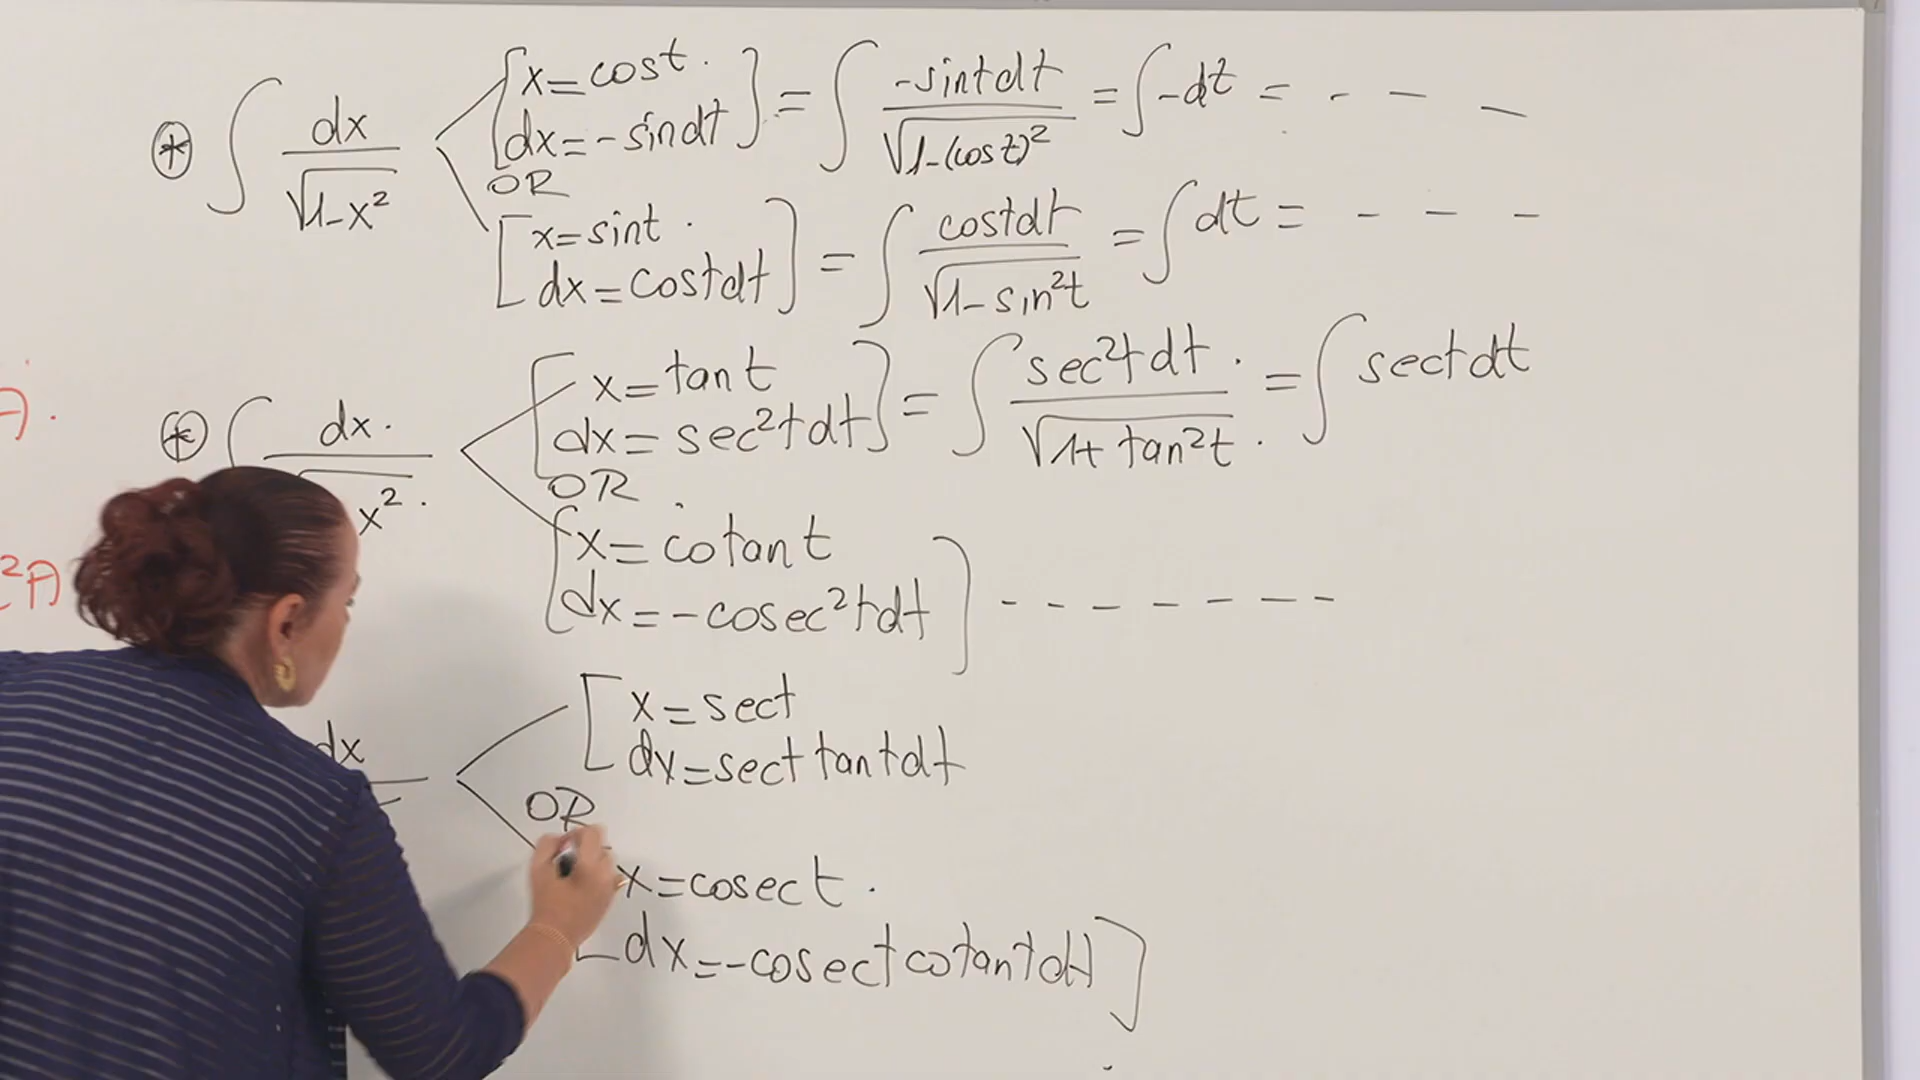 ⊛ ∫ dx / √1-x² [x=cost. dx=-sindt] = ∫ -sintdt / √1-(cost)² = ∫-dt = - - -
OR
[x=sint. dx=costdt] = ∫ costdt / √1-sin²t = ∫dt = - - -
⊛ ∫ dx. / x². [x=tant dx=sec²tdt] = ∫ sec²tdt. / √1+tan²t. = ∫sectdt
OR
[x=cotant dx=-cosec²tdt] - - - - - - -
dx [x=sect dx=sect tantdt
OR
[x=cosect. dx=-cosect cotantdt]
A).
²A